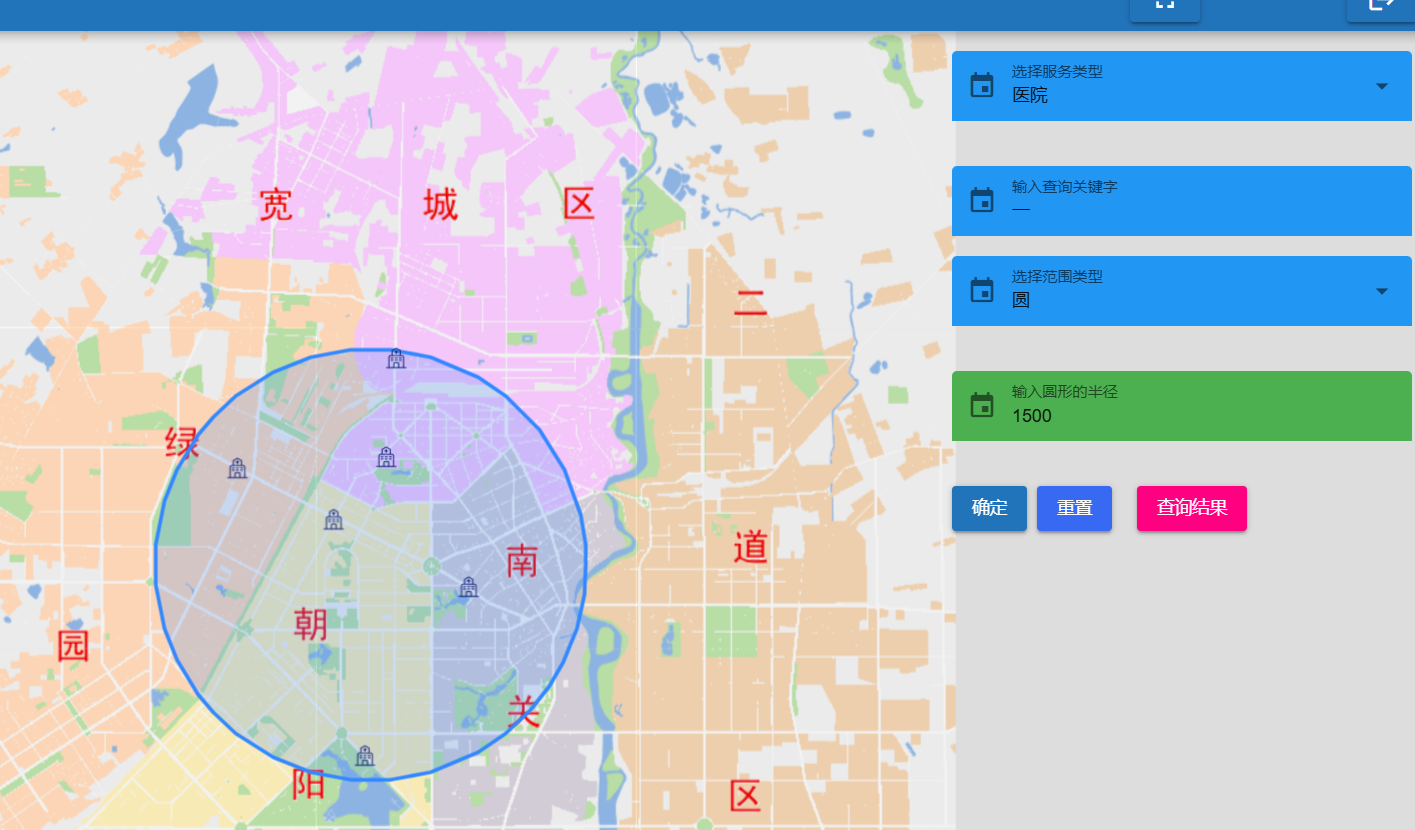 宽城区
二
绿
道
南
朝
园
关
阳
区
选择服务类型
医院
输入查询关键字
一
选择范围类型
圆
输入圆形的半径
1500
确定 重置 查询结果